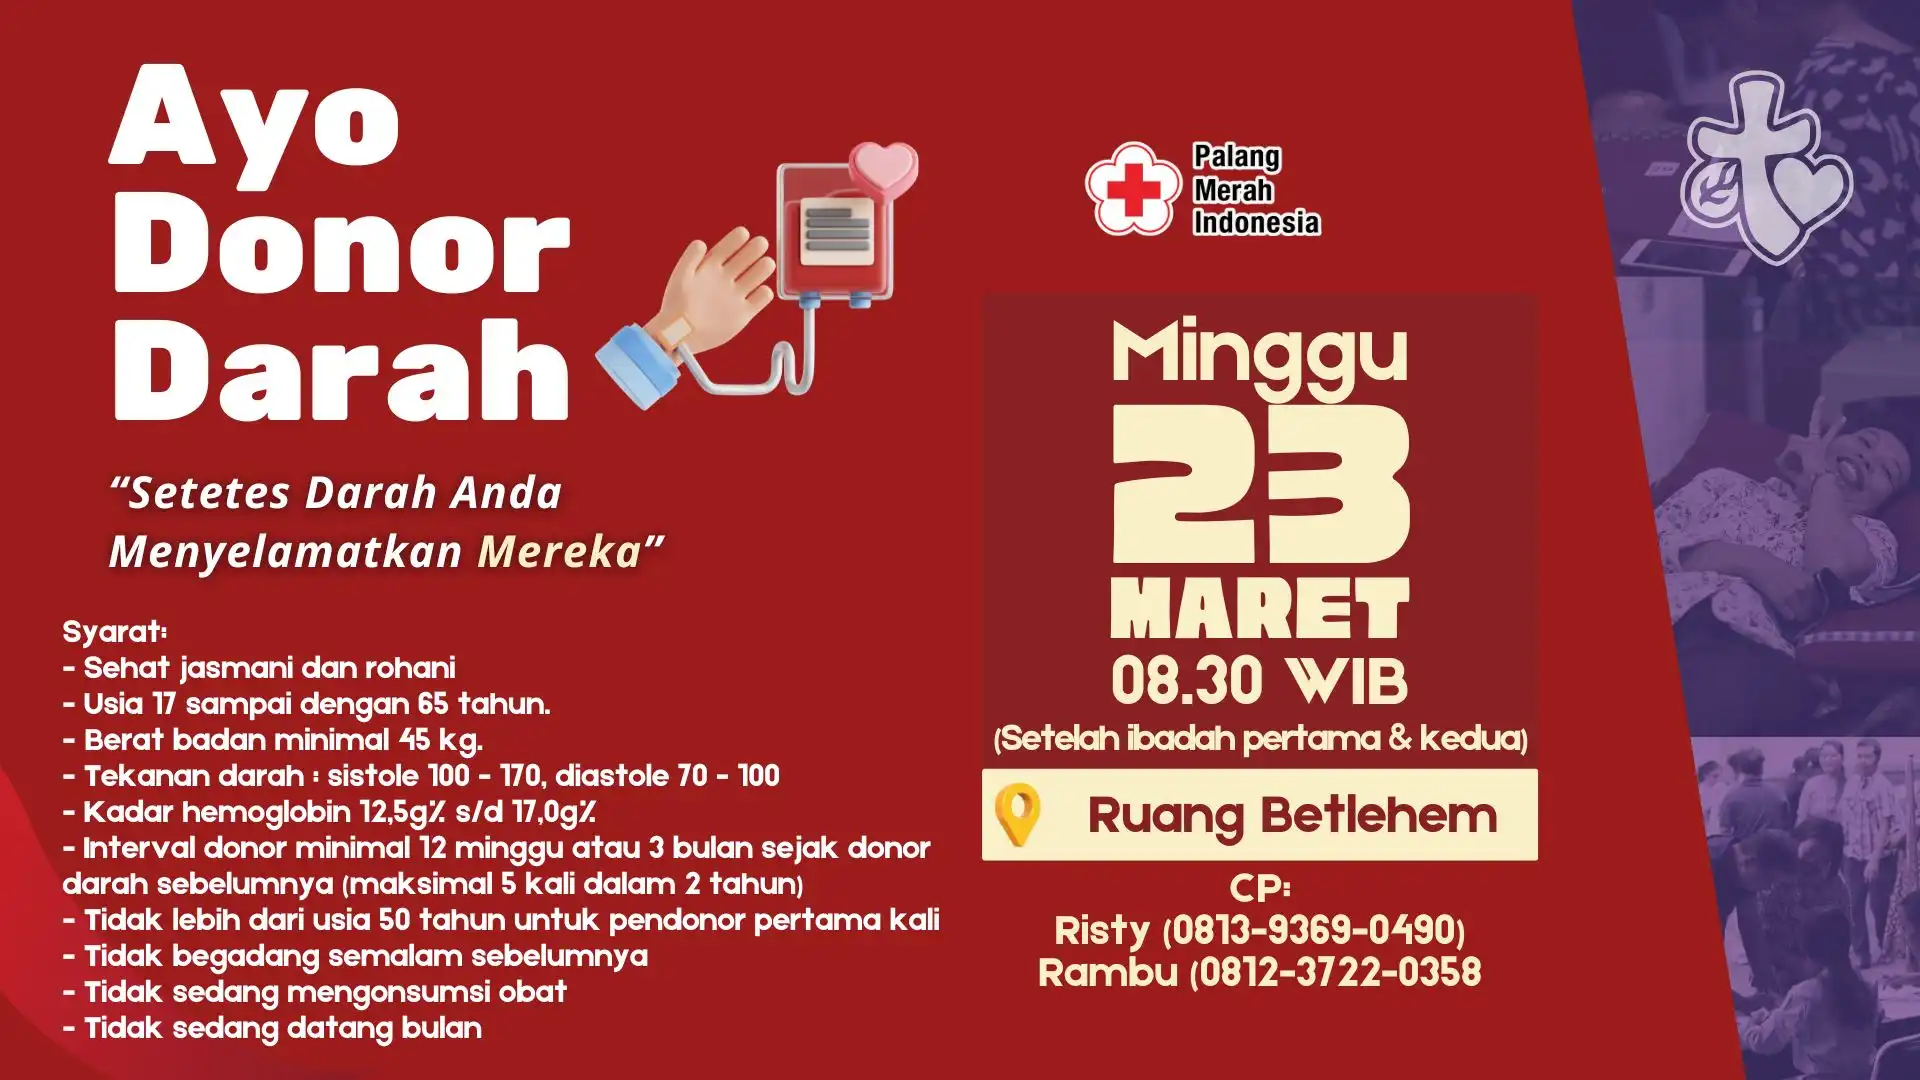 Ayo
Donor
Darah
“Setetes Darah Anda
Menyelamatkan Mereka”
Syarat:
- Sehat jasmani dan rohani
- Usia 17 sampai dengan 65 tahun.
- Berat badan minimal 45 kg.
- Tekanan darah : sistole 100 - 170, diastole 70 - 100
- Kadar hemoglobin 12,5g% s/d 17,0g%
- Interval donor minimal 12 minggu atau 3 bulan sejak donor
darah sebelumnya (maksimal 5 kali dalam 2 tahun)
- Tidak lebih dari usia 50 tahun untuk pendonor pertama kali
- Tidak begadang semalam sebelumnya
- Tidak sedang mengonsumsi obat
- Tidak sedang datang bulan
Palang
Merah
Indonesia
Minggu
23
MARET
08.30 WIB
(Setelah ibadah pertama & kedua)
Ruang Betlehem
CP:
Risty (0813-9369-0490)
Rambu (0812-3722-0358